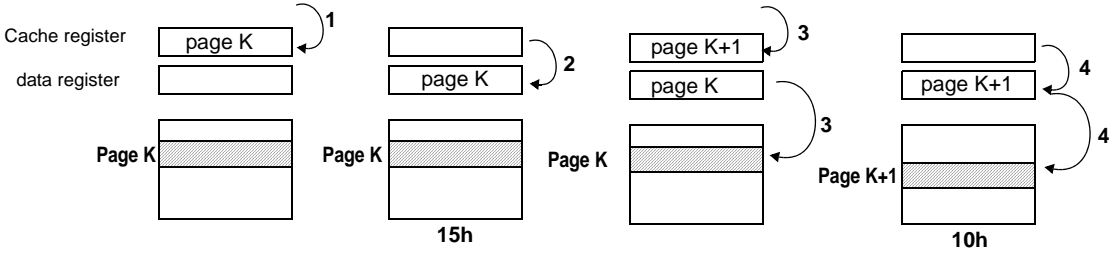 1
3
Cache register
page K
page K+1
4
2
data register
page K
page K
page K+1
3
4
Page K
Page K
Page K
Page K+1
15h
10h